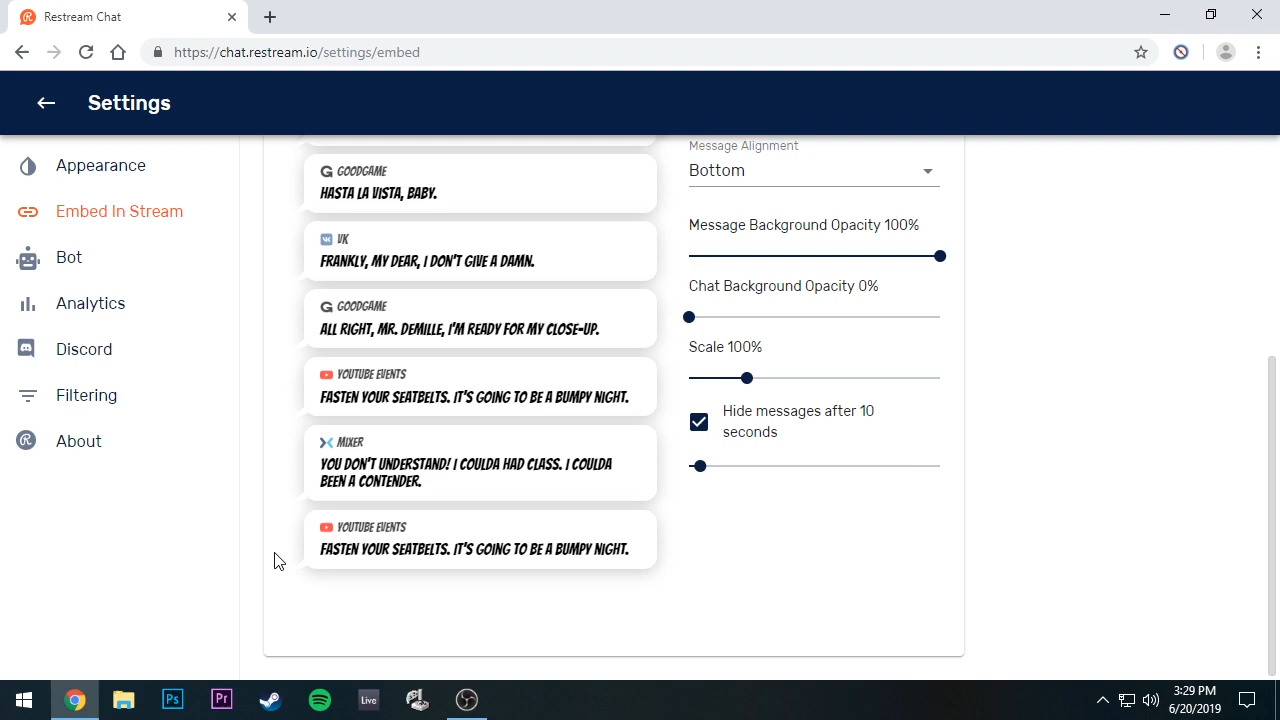 Restream Chat
https://chat.restream.io/settings/embed
Settings
Appearance
Embed In Stream
Bot
Analytics
Discord
Filtering
About
GOODGAME
HASTA LA VISTA, BABY.
VK
FRANKLY, MY DEAR, I DON'T GIVE A DAMN.
GOODGAME
ALL RIGHT, MR. DEMILLE, I'M READY FOR MY CLOSE-UP.
YOUTUBE EVENTS
FASTEN YOUR SEATBELTS. IT'S GOING TO BE A BUMPY NIGHT.
MIXER
YOU DON'T UNDERSTAND! I COULDA HAD CLASS. I COULDA
BEEN A CONTENDER.
YOUTUBE EVENTS
FASTEN YOUR SEATBELTS. IT'S GOING TO BE A BUMPY NIGHT.
Message Alignment
Bottom
Message Background Opacity 100%
Chat Background Opacity 0%
Scale 100%
Hide messages after 10
seconds
Ps
Pr
Live
3:29 PM
6/20/2019